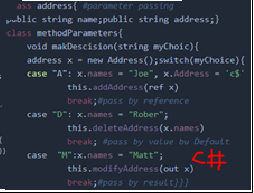 ass address{ #parameter passing
public string name;public string address;}
class methodParameters{
void makDescision(string myChoic){
address x = new Address();switch(myChoice){
case "A": x.names = "Joe", x.Address = 'c$'
this.addAddress(ref x)
break;#pass by reference
case "D": x.names = "Rober";
this.deleteAddress(x.names)
break; #pass by value bu Default
case "M":x.names = "Matt"; C#
this.modifyAddress(out x)
break;#pass by result}}}